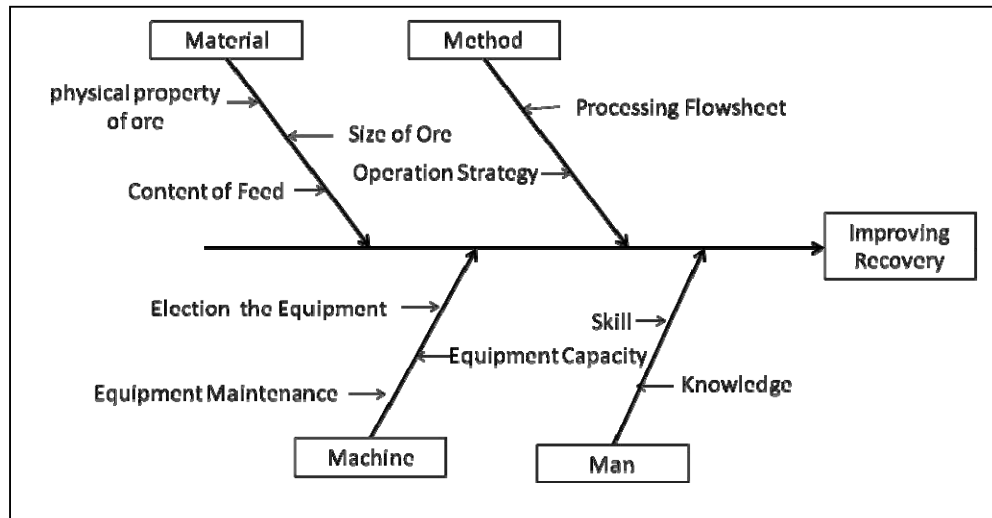 Material
Method
physical property
of ore
Processing Flowsheet
Size of Ore
Operation Strategy
Content of Feed
Improving
Recovery
Election the Equipment
Skill
Equipment Capacity
Equipment Maintenance
Knowledge
Machine
Man